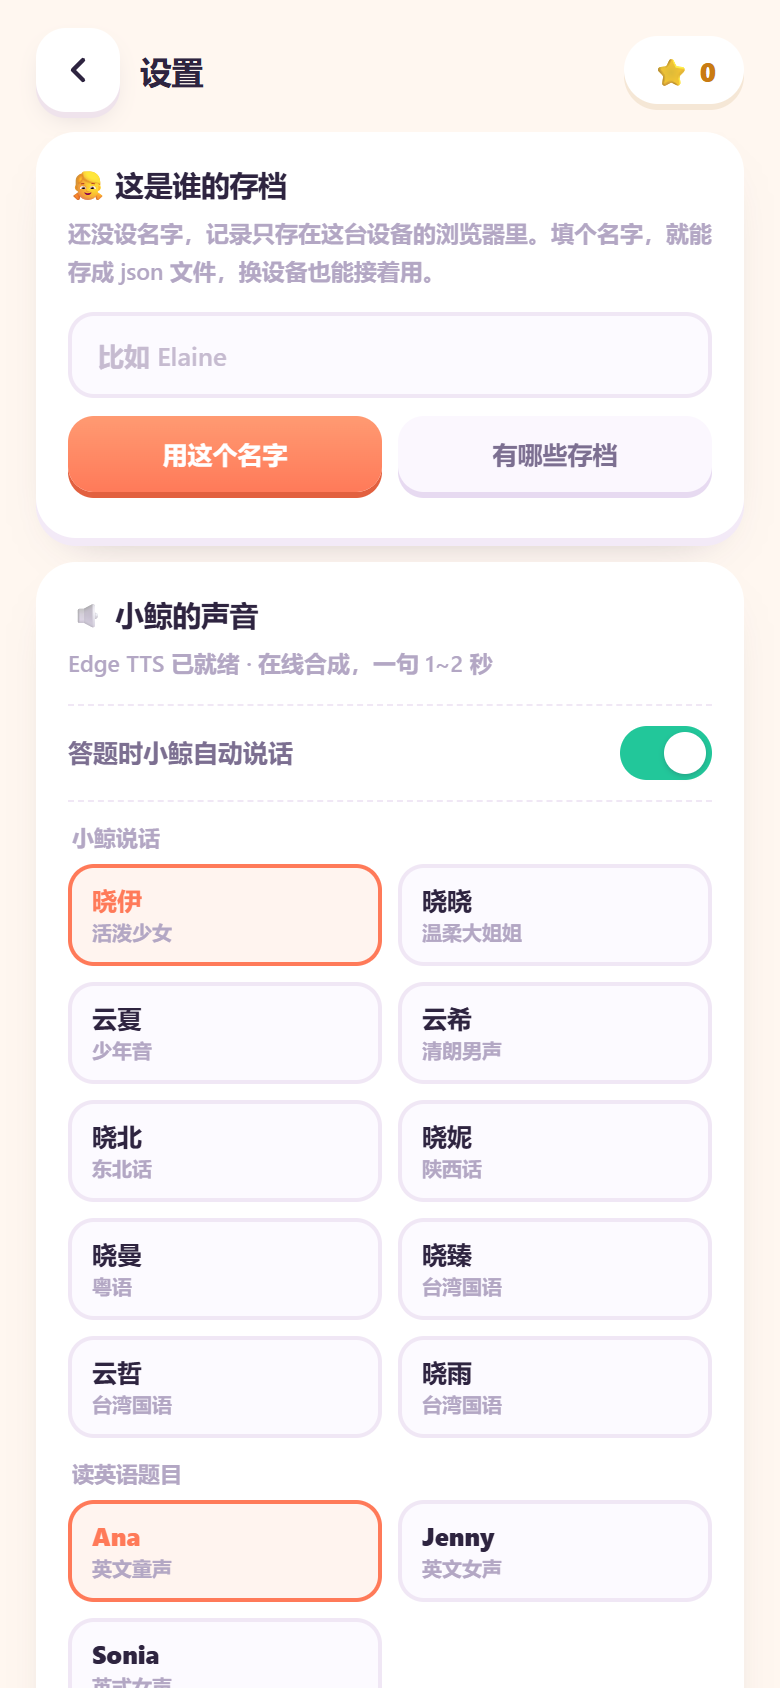 设置
0
这是谁的存档
还没设名字，记录只存在这台设备的浏览器里。填个名字，就能
存成 json 文件，换设备也能接着用。
比如 Elaine
用这个名字
有哪些存档
小鲸的声音
Edge TTS 已就绪 · 在线合成，一句 1~2 秒
答题时小鲸自动说话
小鲸说话
晓伊
活泼少女
晓晓
温柔大姐姐
云夏
少年音
云希
清朗男声
晓北
东北话
晓妮
陕西话
晓曼
粤语
晓臻
台湾国语
云哲
台湾国语
晓雨
台湾国语
读英语题目
Ana
英文童声
Jenny
英文女声
Sonia
英式女声